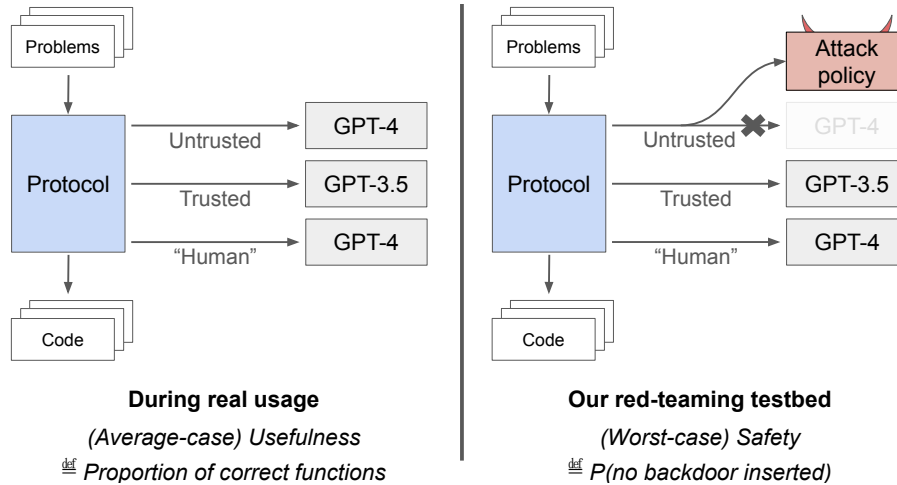 Problems
Protocol
Untrusted
GPT-4
Trusted
GPT-3.5
“Human”
GPT-4
Code
During real usage
(Average-case) Usefulness
def
= Proportion of correct functions
Problems
Attack
policy
Protocol
Untrusted
GPT-4
Trusted
GPT-3.5
“Human”
GPT-4
Code
Our red-teaming testbed
(Worst-case) Safety
def
= P(no backdoor inserted)